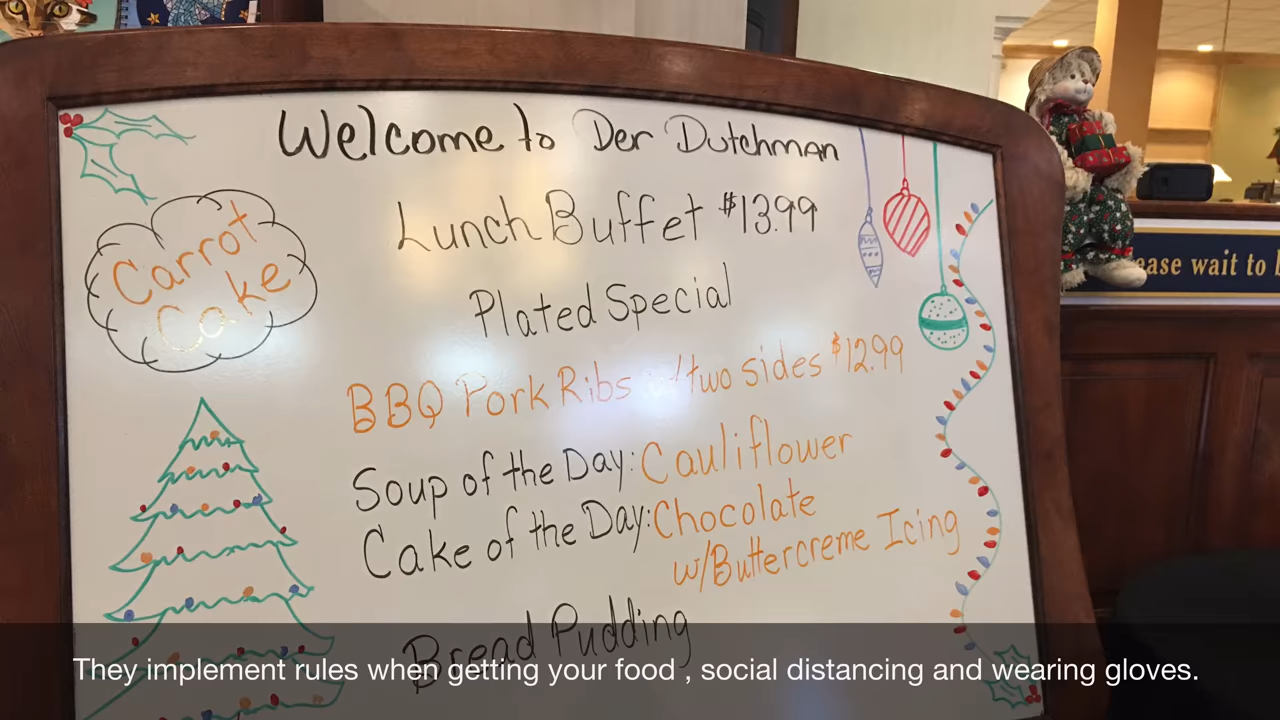 Welcome to Der Dutchman
Lunch Buffet $13.99
Carrot
Cake
Plated Special
BBQ Pork Ribs w/two sides $12.99
Soup of the Day: Cauliflower
Cake of the Day: Chocolate
w/Buttercreme Icing
Bread Pudding
ease wait to b
They implement rules when getting your food , social distancing and wearing gloves.